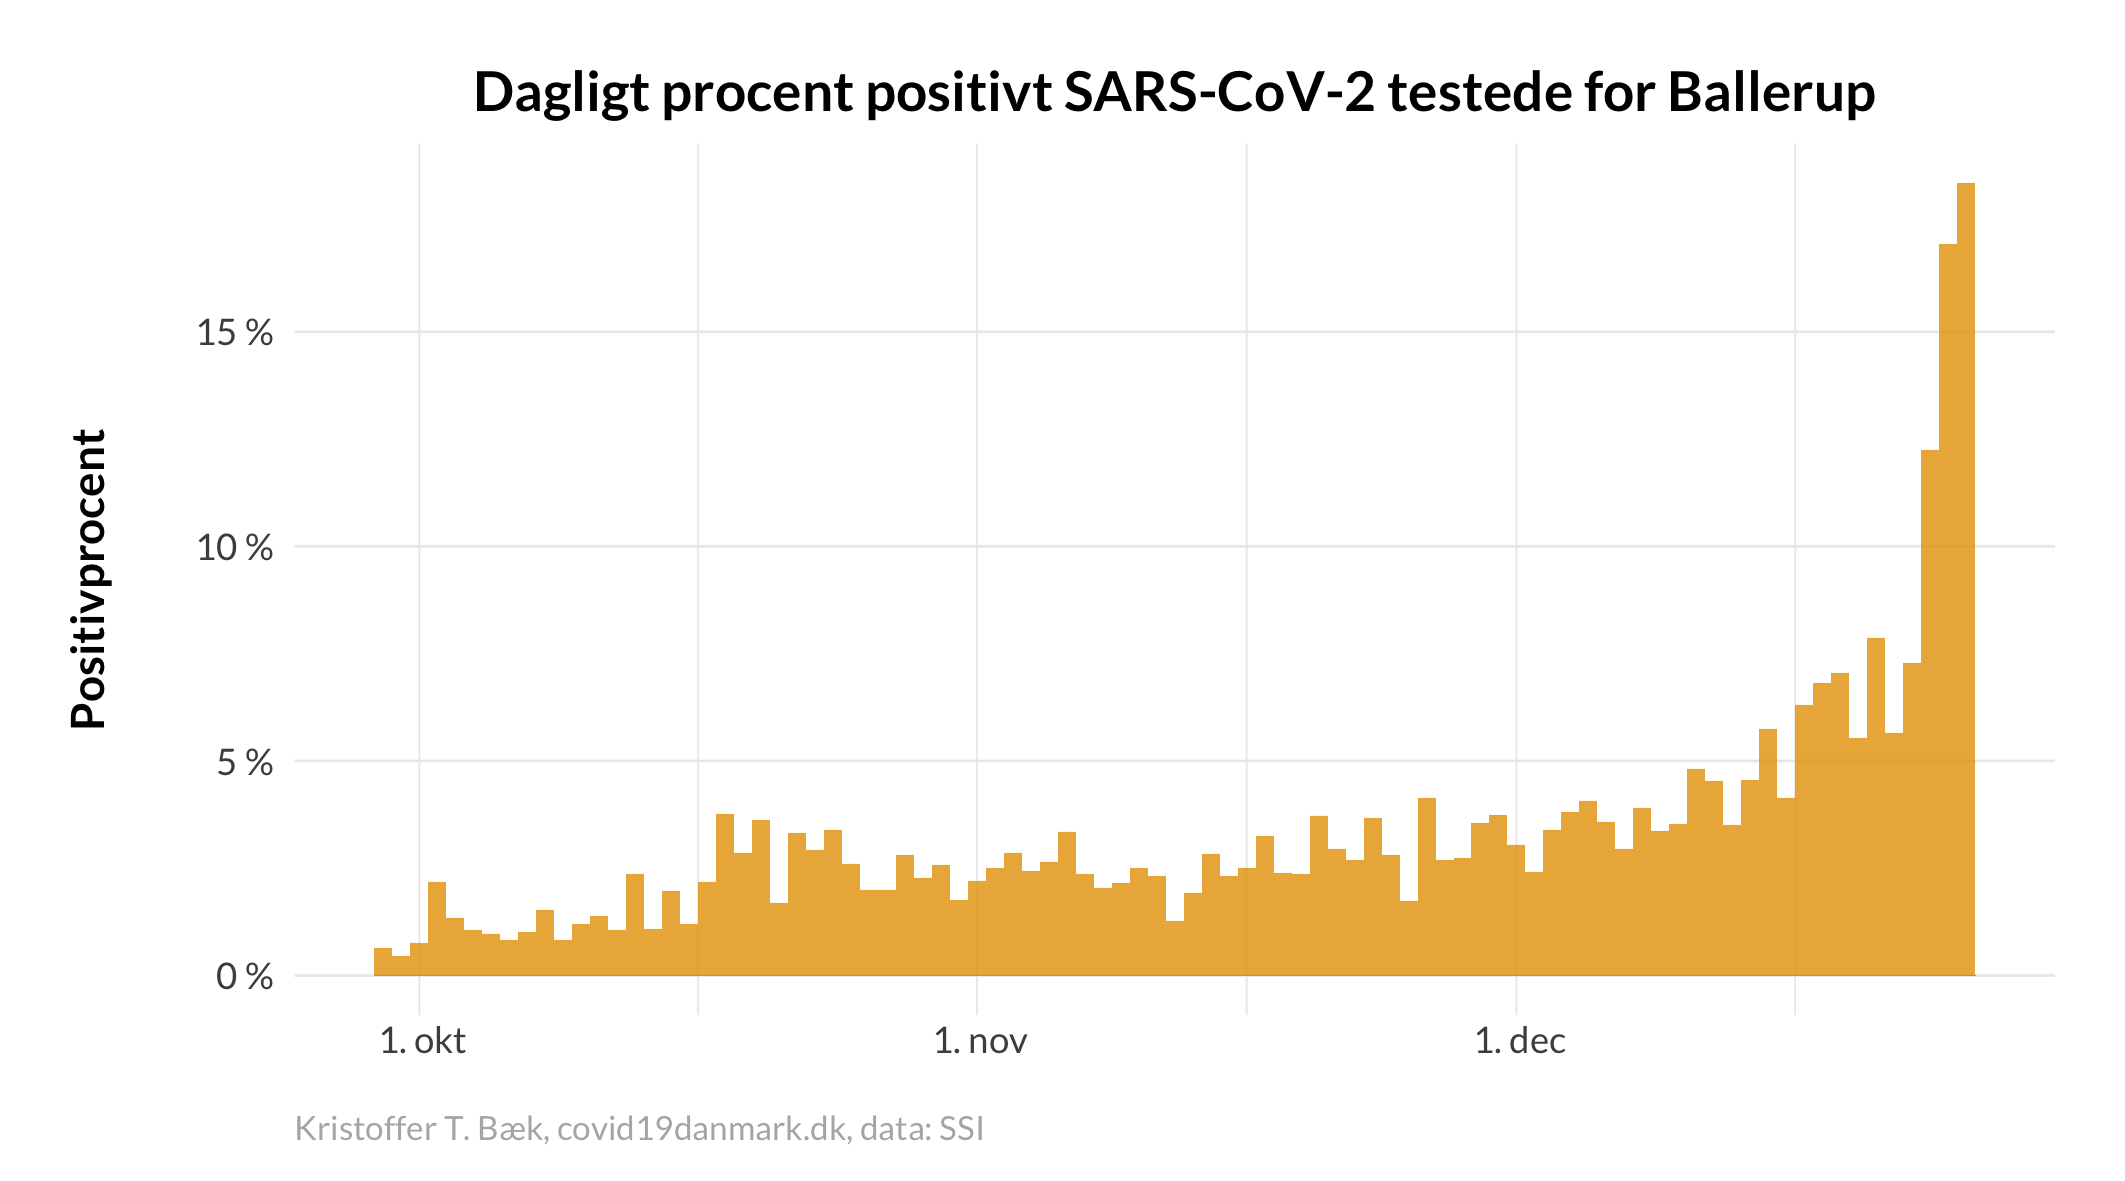 Dagligt procent positivt SARS-CoV-2 testede for Ballerup
Positivprocent
15 %
10 %
5 %
0 %
1. okt
1. nov
1. dec
Kristoffer T. Bæk, covid19danmark.dk, data: SSI